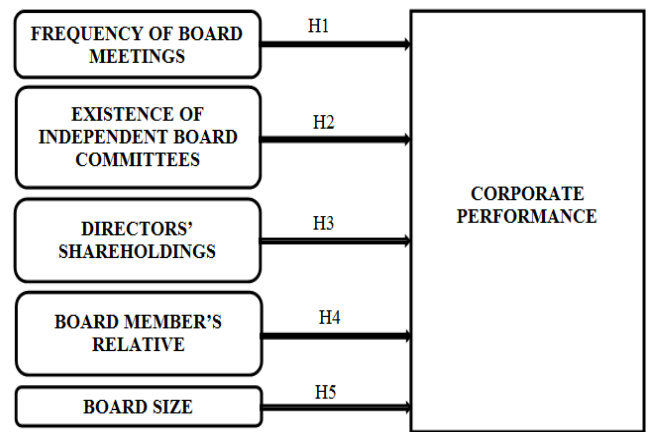 FREQUENCY OF BOARD
MEETINGS
H1
EXISTENCE OF
INDEPENDENT BOARD
COMMITTEES
H2
DIRECTORS’
SHAREHOLDINGS
H3
BOARD MEMBER’S
RELATIVE
H4
BOARD SIZE
H5
CORPORATE
PERFORMANCE